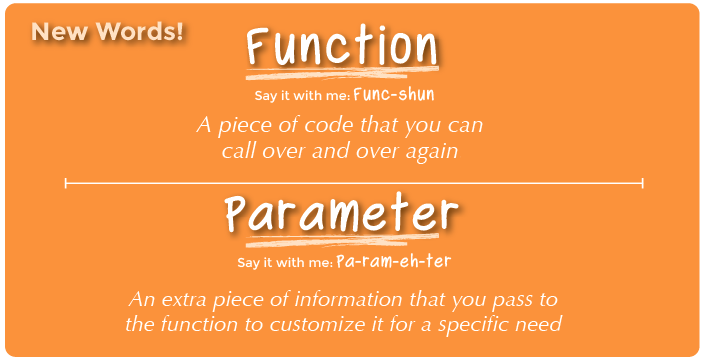 New Words!
Function
Say it with me: Func-shun
A piece of code that you can
call over and over again
Parameter
Say it with me: Pa-ram-eh-ter
An extra piece of information that you pass to
the function to customize it for a specific need